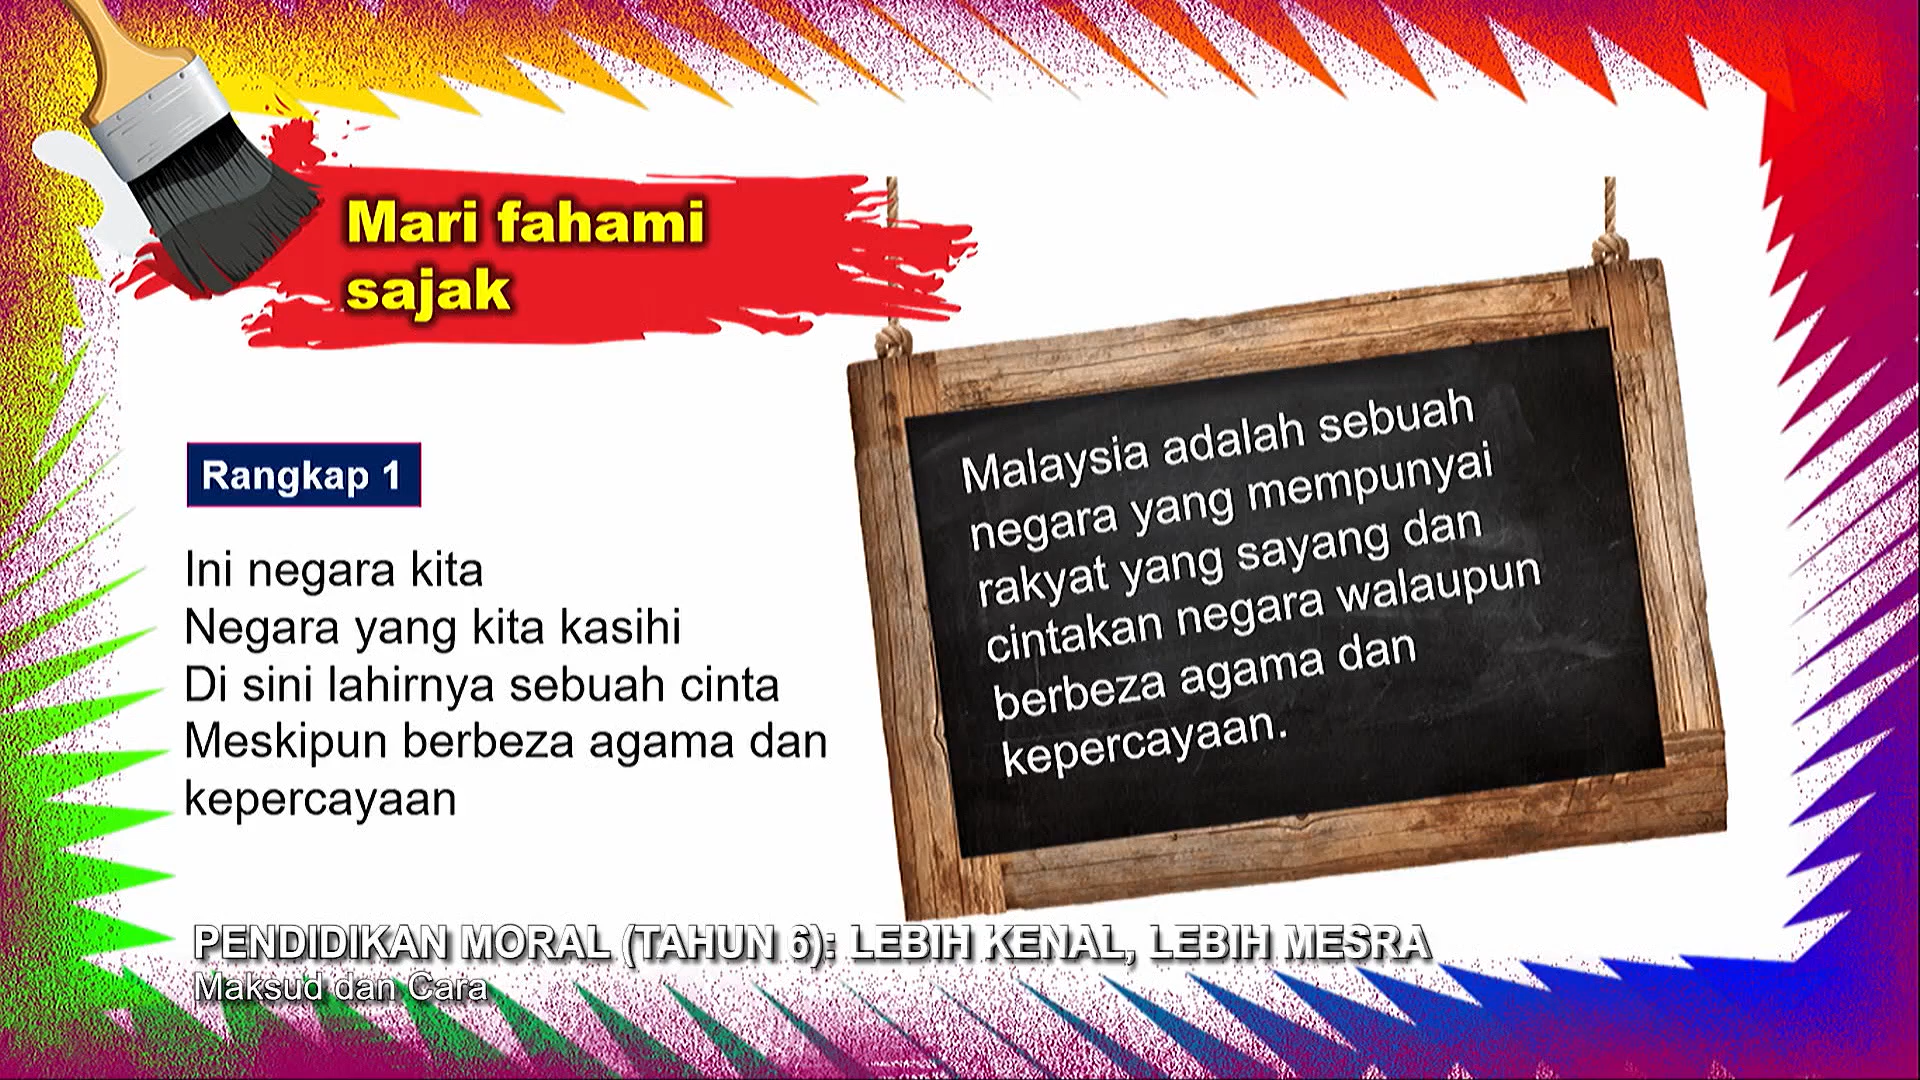 Mari fahami
sajak
Rangkap 1
Ini negara kita
Negara yang kita kasihi
Di sini lahirnya sebuah cinta
Meskipun berbeza agama dan
kepercayaan
Malaysia adalah sebuah
negara yang mempunyai
rakyat yang sayang dan
cintakan negara walaupun
berbeza agama dan
kepercayaan.
PENDIDIKAN MORAL (TAHUN 6): LEBIH KENAL, LEBIH MESRA
Maksud dan Cara